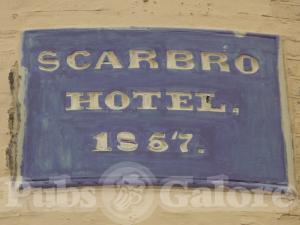 SCARBRO
HOTEL.
1857.
Pubs Galore